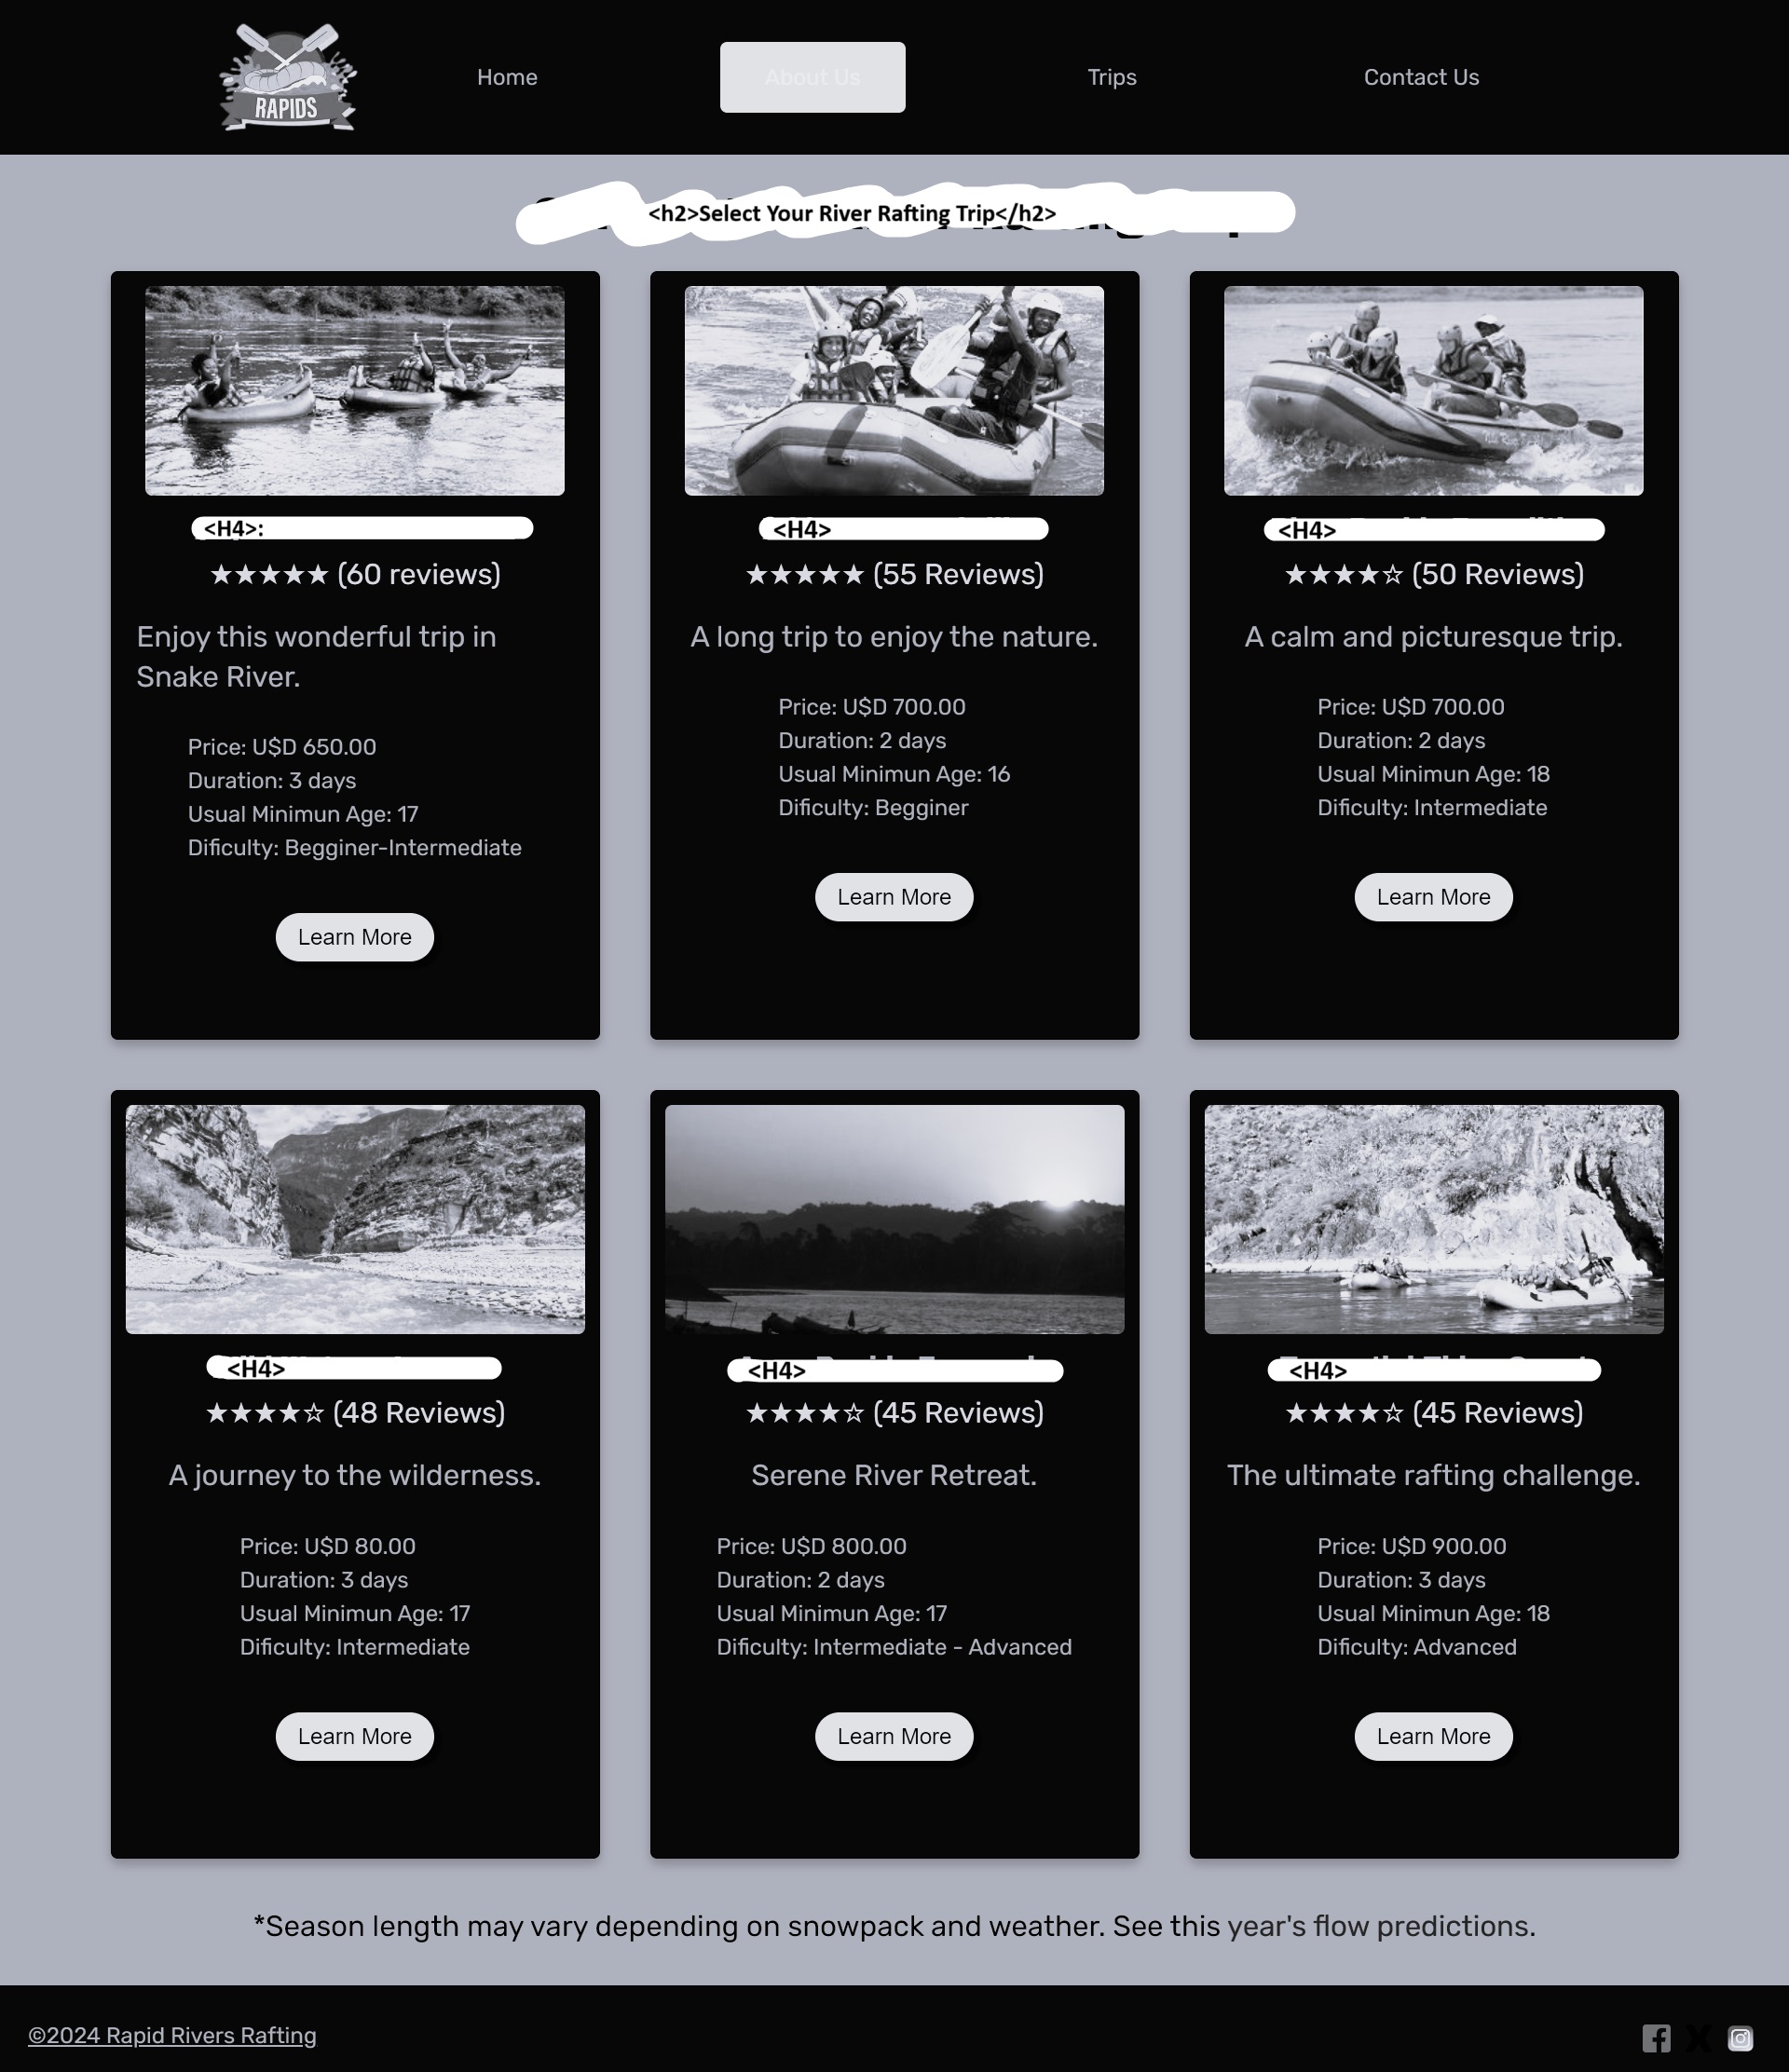 RAPIDS
Home
About Us
Trips
Contact Us
<h2>Select Your River Rafting Trip</h2>
<H4>:
★★★★★ (60 reviews)
Enjoy this wonderful trip in
Snake River.
Price: U$D 650.00
Duration: 3 days
Usual Minimun Age: 17
Dificulty: Begginer-Intermediate
Learn More
<H4>
★★★★★ (55 Reviews)
A long trip to enjoy the nature.
Price: U$D 700.00
Duration: 2 days
Usual Minimun Age: 16
Dificulty: Begginer
Learn More
<H4>
★★★★☆ (50 Reviews)
A calm and picturesque trip.
Price: U$D 700.00
Duration: 2 days
Usual Minimun Age: 18
Dificulty: Intermediate
Learn More
<H4>
★★★★☆ (48 Reviews)
A journey to the wilderness.
Price: U$D 80.00
Duration: 3 days
Usual Minimun Age: 17
Dificulty: Intermediate
Learn More
<H4>
★★★★☆ (45 Reviews)
Serene River Retreat.
Price: U$D 800.00
Duration: 2 days
Usual Minimun Age: 17
Dificulty: Intermediate - Advanced
Learn More
<H4>
★★★★☆ (45 Reviews)
The ultimate rafting challenge.
Price: U$D 900.00
Duration: 3 days
Usual Minimun Age: 18
Dificulty: Advanced
Learn More
*Season length may vary depending on snowpack and weather. See this year's flow predictions.
©2024 Rapid Rivers Rafting